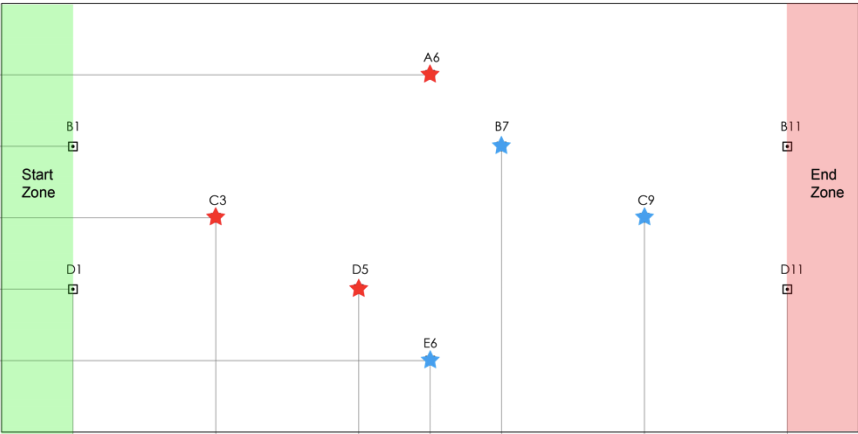 A6
B1
B7
B11
Start
Zone
End
Zone
C3
C9
D1
D5
D11
E6